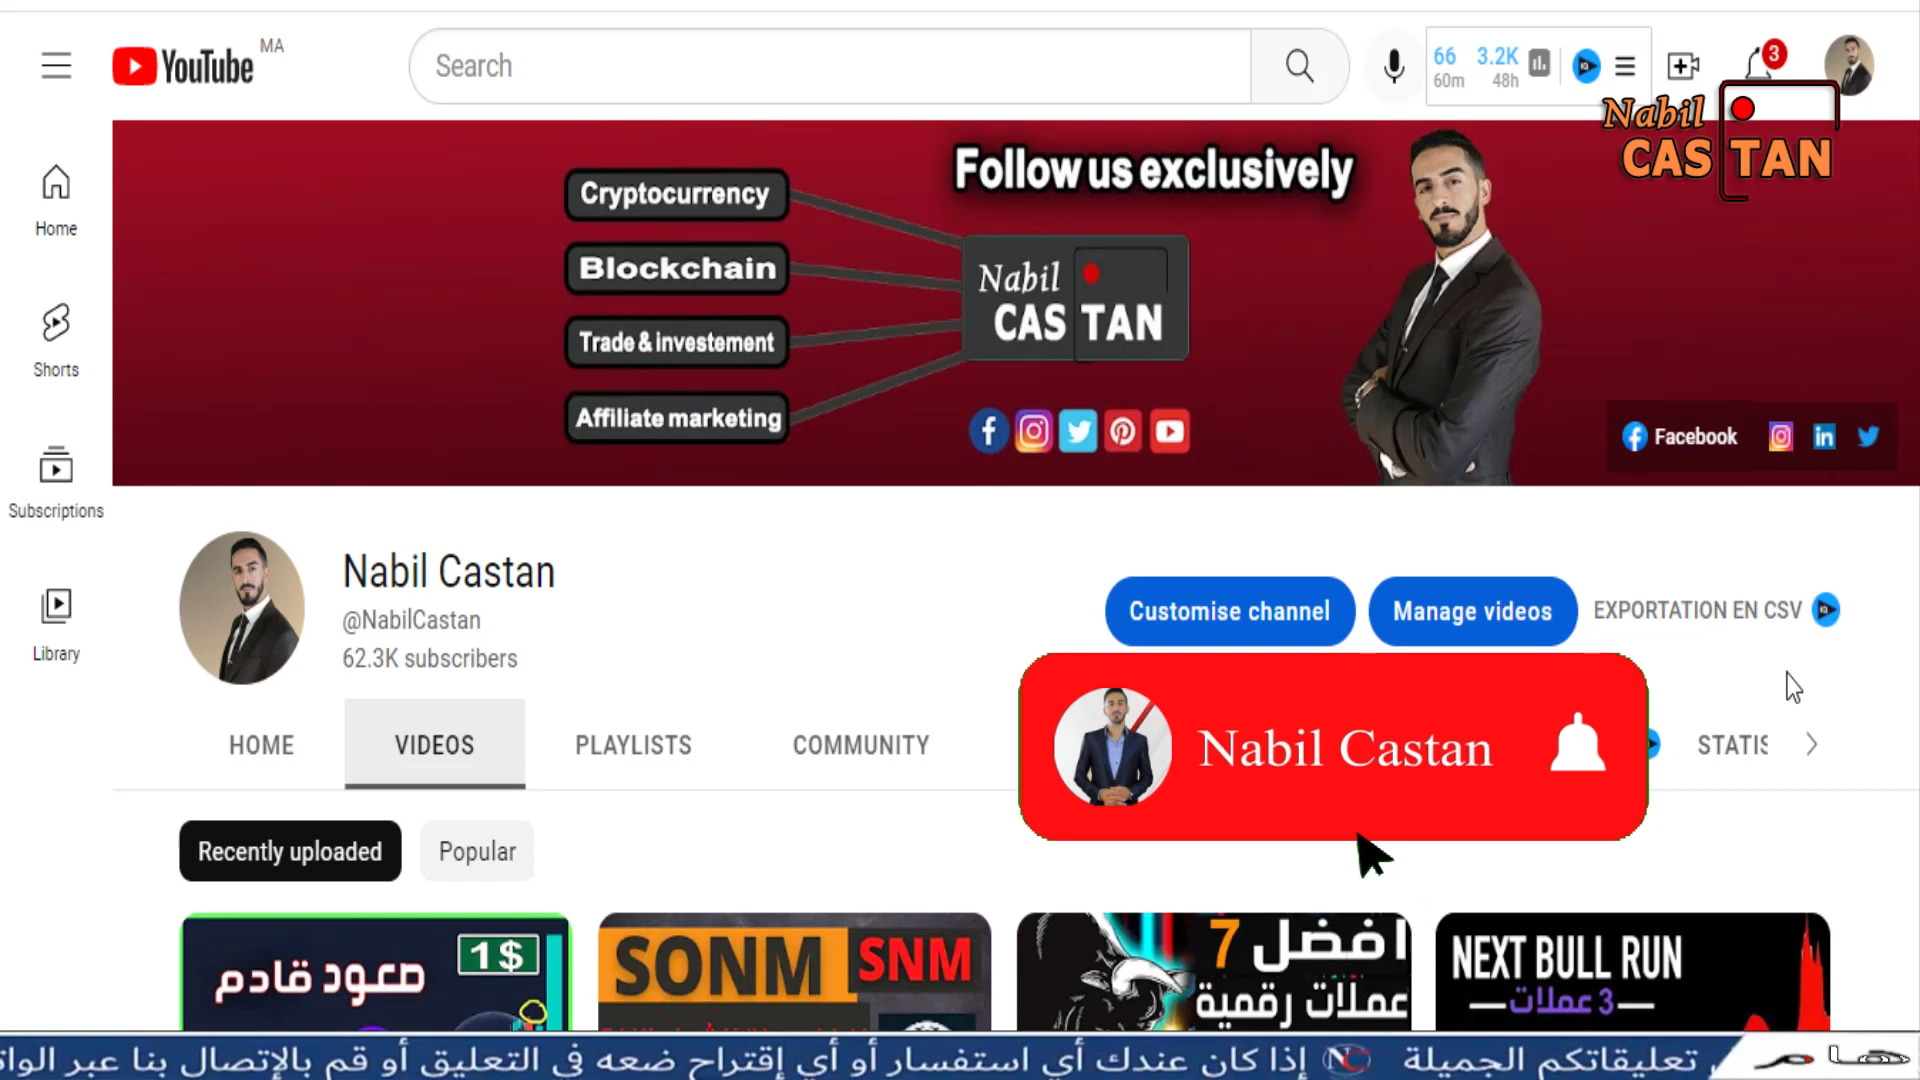 YouTube MA
Search
66 3.2K
60m 48h
3
Nabil
CASTAN
Home
Shorts
Subscriptions
Library
Follow us exclusively
Cryptocurrency
Blockchain
Trade & investement
Affiliate marketing
Nabil
CAS TAN
Facebook
Nabil Castan
@NabilCastan
62.3K subscribers
Customise channel
Manage videos
EXPORTATION EN CSV
HOME
VIDEOS
PLAYLISTS
COMMUNITY
STATIS
Nabil Castan
Recently uploaded
Popular
1$
صعود قادم
SONM SNM
افضل 7
عملات رقمية
NEXT BULL RUN
3 عملات
تعليقاتكم الجميلة NC إذا كان عندك أي استفسار أو أي إقتراح ضعه في التعليق أو قم بالإتصال بنا عبر